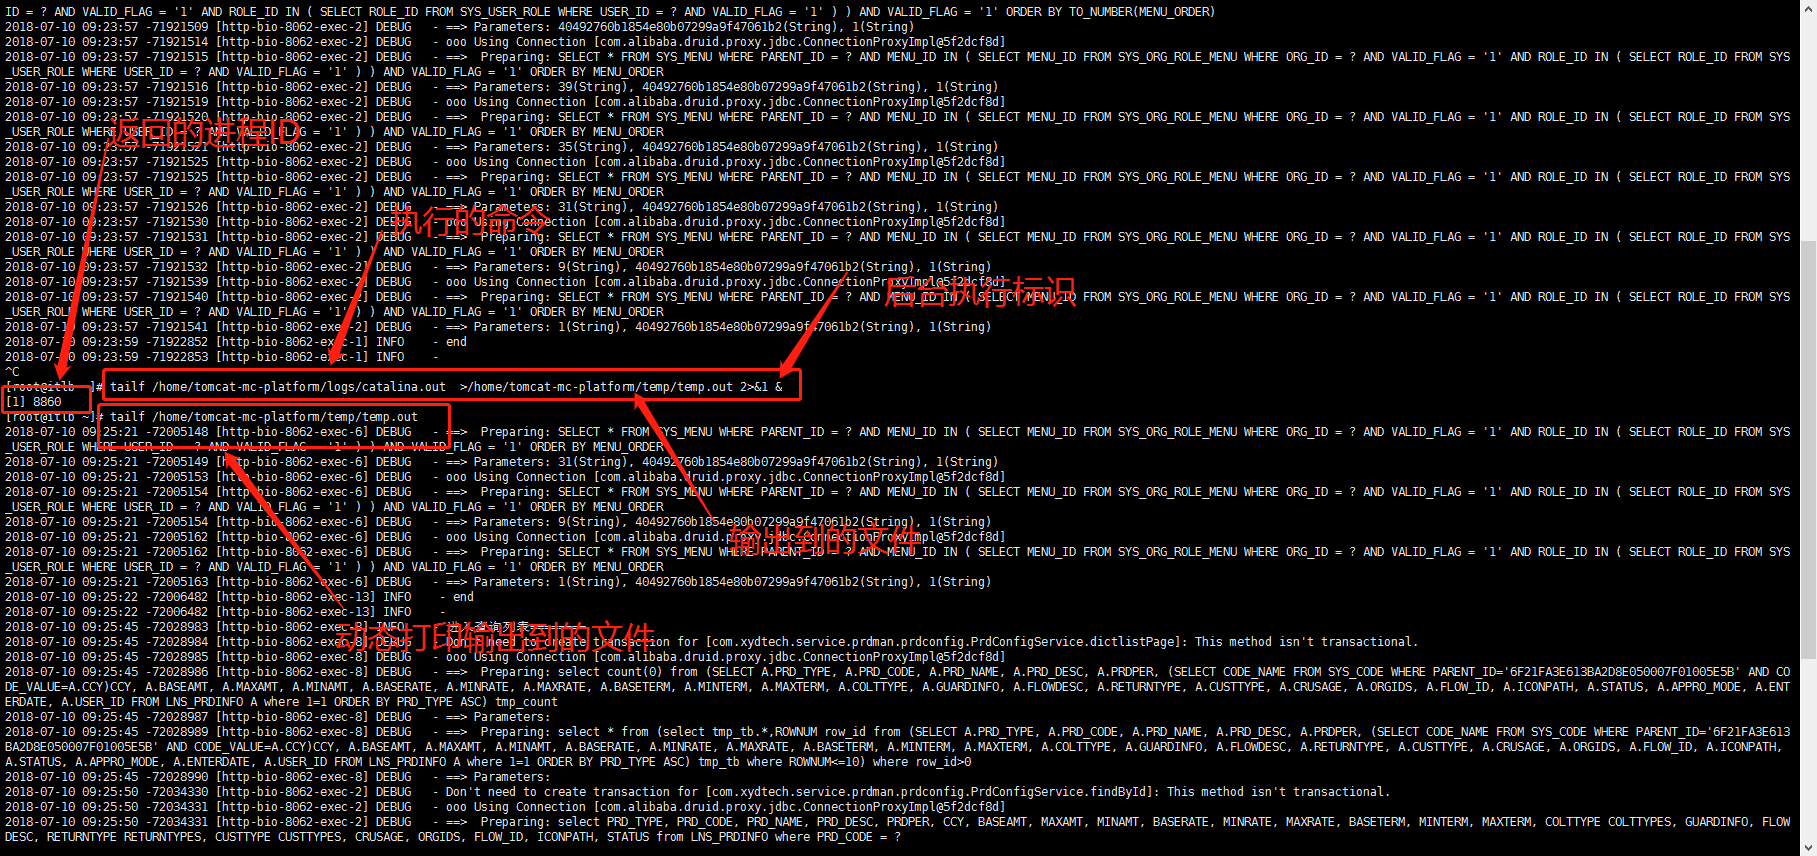 ID = ? AND VALID_FLAG = '1' AND ROLE_ID IN ( SELECT ROLE_ID FROM SYS_USER_ROLE WHERE USER_ID = ? AND VALID_FLAG = '1' ) ) AND VALID_FLAG = '1' ORDER BY TO_NUMBER(MENU_ORDER)
2018-07-10 09:23:57 -71921509 [http-bio-8062-exec-2] DEBUG   - ==> Parameters: 40492760b1854e80b07299a9f47061b2(String), 1(String)
2018-07-10 09:23:57 -71921514 [http-bio-8062-exec-2] DEBUG   - ooo Using Connection [com.alibaba.druid.proxy.jdbc.ConnectionProxyImpl@5f2dcf8d]
2018-07-10 09:23:57 -71921515 [http-bio-8062-exec-2] DEBUG   - ==>  Preparing: SELECT * FROM SYS_MENU WHERE PARENT_ID = ? AND MENU_ID IN ( SELECT MENU_ID FROM SYS_ORG_ROLE_MENU WHERE ORG_ID = ? AND VALID_FLAG = '1' AND ROLE_ID IN ( SELECT ROLE_ID FROM SYS
_USER_ROLE WHERE USER_ID = ? AND VALID_FLAG = '1' ) ) AND VALID_FLAG = '1' ORDER BY MENU_ORDER
2018-07-10 09:23:57 -71921516 [http-bio-8062-exec-2] DEBUG   - ==> Parameters: 39(String), 40492760b1854e80b07299a9f47061b2(String), 1(String)
2018-07-10 09:23:57 -71921519 [http-bio-8062-exec-2] DEBUG   - ooo Using Connection [com.alibaba.druid.proxy.jdbc.ConnectionProxyImpl@5f2dcf8d]
2018-07-10 09:23:57 -71921520 [http-bio-8062-exec-2] DEBUG   - ==>  Preparing: SELECT * FROM SYS_MENU WHERE PARENT_ID = ? AND MENU_ID IN ( SELECT MENU_ID FROM SYS_ORG_ROLE_MENU WHERE ORG_ID = ? AND VALID_FLAG = '1' AND ROLE_ID IN ( SELECT ROLE_ID FROM SYS
返回的进程ID
_USER_ROLE WHERE USER_ID = ? AND VALID_FLAG = '1' ) ) AND VALID_FLAG = '1' ORDER BY MENU_ORDER
2018-07-10 09:23:57 -71921521 [http-bio-8062-exec-2] DEBUG   - ==> Parameters: 35(String), 40492760b1854e80b07299a9f47061b2(String), 1(String)
2018-07-10 09:23:57 -71921525 [http-bio-8062-exec-2] DEBUG   - ooo Using Connection [com.alibaba.druid.proxy.jdbc.ConnectionProxyImpl@5f2dcf8d]
2018-07-10 09:23:57 -71921525 [http-bio-8062-exec-2] DEBUG   - ==>  Preparing: SELECT * FROM SYS_MENU WHERE PARENT_ID = ? AND MENU_ID IN ( SELECT MENU_ID FROM SYS_ORG_ROLE_MENU WHERE ORG_ID = ? AND VALID_FLAG = '1' AND ROLE_ID IN ( SELECT ROLE_ID FROM SYS
_USER_ROLE WHERE USER_ID = ? AND VALID_FLAG = '1' ) ) AND VALID_FLAG = '1' ORDER BY MENU_ORDER
2018-07-10 09:23:57 -71921526 [http-bio-8062-exec-2] DEBUG   - ==> Parameters: 31(String), 40492760b1854e80b07299a9f47061b2(String), 1(String)
2018-07-10 09:23:57 -71921530 [http-bio-8062-exec-2] DEBUG   - ooo Using Connection [com.alibaba.druid.proxy.jdbc.ConnectionProxyImpl@5f2dcf8d]
执行的命令
2018-07-10 09:23:57 -71921531 [http-bio-8062-exec-2] DEBUG   - ==>  Preparing: SELECT * FROM SYS_MENU WHERE PARENT_ID = ? AND MENU_ID IN ( SELECT MENU_ID FROM SYS_ORG_ROLE_MENU WHERE ORG_ID = ? AND VALID_FLAG = '1' AND ROLE_ID IN ( SELECT ROLE_ID FROM SYS
_USER_ROLE WHERE USER_ID = ? AND VALID_FLAG = '1' ) ) AND VALID_FLAG = '1' ORDER BY MENU_ORDER
2018-07-10 09:23:57 -71921532 [http-bio-8062-exec-2] DEBUG   - ==> Parameters: 9(String), 40492760b1854e80b07299a9f47061b2(String), 1(String)
2018-07-10 09:23:57 -71921539 [http-bio-8062-exec-2] DEBUG   - ooo Using Connection [com.alibaba.druid.proxy.jdbc.ConnectionProxyImpl@5f2dcf8d]
后台执行标识
2018-07-10 09:23:57 -71921540 [http-bio-8062-exec-2] DEBUG   - ==>  Preparing: SELECT * FROM SYS_MENU WHERE PARENT_ID = ? AND MENU_ID IN ( SELECT MENU_ID FROM SYS_ORG_ROLE_MENU WHERE ORG_ID = ? AND VALID_FLAG = '1' AND ROLE_ID IN ( SELECT ROLE_ID FROM SYS
_USER_ROLE WHERE USER_ID = ? AND VALID_FLAG = '1' ) ) AND VALID_FLAG = '1' ORDER BY MENU_ORDER
2018-07-10 09:23:57 -71921541 [http-bio-8062-exec-2] DEBUG   - ==> Parameters: 1(String), 40492760b1854e80b07299a9f47061b2(String), 1(String)
2018-07-10 09:23:59 -71922852 [http-bio-8062-exec-1] INFO    - end
2018-07-10 09:23:59 -71922853 [http-bio-8062-exec-1] INFO    -
^C
[root@itlb ~]# tailf /home/tomcat-mc-platform/logs/catalina.out  >/home/tomcat-mc-platform/temp/temp.out 2>&1 &
[1] 8860
[root@itlb ~]# tailf /home/tomcat-mc-platform/temp/temp.out
2018-07-10 09:25:21 -72005148 [http-bio-8062-exec-6] DEBUG   - ==>  Preparing: SELECT * FROM SYS_MENU WHERE PARENT_ID = ? AND MENU_ID IN ( SELECT MENU_ID FROM SYS_ORG_ROLE_MENU WHERE ORG_ID = ? AND VALID_FLAG = '1' AND ROLE_ID IN ( SELECT ROLE_ID FROM SYS
_USER_ROLE WHERE USER_ID = ? AND VALID_FLAG = '1' ) ) AND VALID_FLAG = '1' ORDER BY MENU_ORDER
2018-07-10 09:25:21 -72005149 [http-bio-8062-exec-6] DEBUG   - ==> Parameters: 31(String), 40492760b1854e80b07299a9f47061b2(String), 1(String)
2018-07-10 09:25:21 -72005153 [http-bio-8062-exec-6] DEBUG   - ooo Using Connection [com.alibaba.druid.proxy.jdbc.ConnectionProxyImpl@5f2dcf8d]
2018-07-10 09:25:21 -72005154 [http-bio-8062-exec-6] DEBUG   - ==>  Preparing: SELECT * FROM SYS_MENU WHERE PARENT_ID = ? AND MENU_ID IN ( SELECT MENU_ID FROM SYS_ORG_ROLE_MENU WHERE ORG_ID = ? AND VALID_FLAG = '1' AND ROLE_ID IN ( SELECT ROLE_ID FROM SYS
_USER_ROLE WHERE USER_ID = ? AND VALID_FLAG = '1' ) ) AND VALID_FLAG = '1' ORDER BY MENU_ORDER
2018-07-10 09:25:21 -72005154 [http-bio-8062-exec-6] DEBUG   - ==> Parameters: 9(String), 40492760b1854e80b07299a9f47061b2(String), 1(String)
2018-07-10 09:25:21 -72005162 [http-bio-8062-exec-6] DEBUG   - ooo Using Connection [com.alibaba.druid.proxy.jdbc.ConnectionProxyImpl@5f2dcf8d]
输出到的文件
2018-07-10 09:25:21 -72005162 [http-bio-8062-exec-6] DEBUG   - ==>  Preparing: SELECT * FROM SYS_MENU WHERE PARENT_ID = ? AND MENU_ID IN ( SELECT MENU_ID FROM SYS_ORG_ROLE_MENU WHERE ORG_ID = ? AND VALID_FLAG = '1' AND ROLE_ID IN ( SELECT ROLE_ID FROM SYS
_USER_ROLE WHERE USER_ID = ? AND VALID_FLAG = '1' ) ) AND VALID_FLAG = '1' ORDER BY MENU_ORDER
2018-07-10 09:25:21 -72005163 [http-bio-8062-exec-6] DEBUG   - ==> Parameters: 1(String), 40492760b1854e80b07299a9f47061b2(String), 1(String)
2018-07-10 09:25:22 -72006482 [http-bio-8062-exec-13] INFO    - end
2018-07-10 09:25:22 -72006482 [http-bio-8062-exec-13] INFO    -
2018-07-10 09:25:45 -72028983 [http-bio-8062-exec-8] INFO    - 进入查询列表
动态打印输出到的文件
2018-07-10 09:25:45 -72028984 [http-bio-8062-exec-8] DEBUG   - Don't need to create transaction for [com.xydtech.service.prdman.prdconfig.PrdConfigService.dictlistPage]: This method isn't transactional.
2018-07-10 09:25:45 -72028985 [http-bio-8062-exec-8] DEBUG   - ooo Using Connection [com.alibaba.druid.proxy.jdbc.ConnectionProxyImpl@5f2dcf8d]
2018-07-10 09:25:45 -72028986 [http-bio-8062-exec-8] DEBUG   - ==>  Preparing: select count(0) from (SELECT A.PRD_TYPE, A.PRD_CODE, A.PRD_NAME, A.PRD_DESC, A.PRDPER, (SELECT CODE_NAME FROM SYS_CODE WHERE PARENT_ID='6F21FA3E613BA2D8E050007F01005E5B' AND CO
DE_VALUE=A.CCY)CCY, A.BASEAMT, A.MAXAMT, A.MINAMT, A.BASERATE, A.MINRATE, A.MAXRATE, A.BASETERM, A.MINTERM, A.MAXTERM, A.COLTTYPE, A.GUARDINFO, A.FLOWDESC, A.RETURNTYPE, A.CUSTTYPE, A.CRUSAGE, A.ORGIDS, A.FLOW_ID, A.ICONPATH, A.STATUS, A.APPRO_MODE, A.ENT
ERDATE, A.USER_ID FROM LNS_PRDINFO A where 1=1 ORDER BY PRD_TYPE ASC) tmp_count
2018-07-10 09:25:45 -72028987 [http-bio-8062-exec-8] DEBUG   - ==> Parameters:
2018-07-10 09:25:45 -72028989 [http-bio-8062-exec-8] DEBUG   - ==>  Preparing: select * from (select tmp_tb.*,ROWNUM row_id from (SELECT A.PRD_TYPE, A.PRD_CODE, A.PRD_NAME, A.PRD_DESC, A.PRDPER, (SELECT CODE_NAME FROM SYS_CODE WHERE PARENT_ID='6F21FA3E613
BA2D8E050007F01005E5B' AND CODE_VALUE=A.CCY)CCY, A.BASEAMT, A.MAXAMT, A.MINAMT, A.BASERATE, A.MINRATE, A.MAXRATE, A.BASETERM, A.MINTERM, A.MAXTERM, A.COLTTYPE, A.GUARDINFO, A.FLOWDESC, A.RETURNTYPE, A.CUSTTYPE, A.CRUSAGE, A.ORGIDS, A.FLOW_ID, A.ICONPATH,
A.STATUS, A.APPRO_MODE, A.ENTERDATE, A.USER_ID FROM LNS_PRDINFO A where 1=1 ORDER BY PRD_TYPE ASC) tmp_tb where ROWNUM<=10) where row_id>0
2018-07-10 09:25:45 -72028990 [http-bio-8062-exec-8] DEBUG   - ==> Parameters:
2018-07-10 09:25:50 -72034330 [http-bio-8062-exec-2] DEBUG   - Don't need to create transaction for [com.xydtech.service.prdman.prdconfig.PrdConfigService.findById]: This method isn't transactional.
2018-07-10 09:25:50 -72034331 [http-bio-8062-exec-2] DEBUG   - ooo Using Connection [com.alibaba.druid.proxy.jdbc.ConnectionProxyImpl@5f2dcf8d]
2018-07-10 09:25:50 -72034331 [http-bio-8062-exec-2] DEBUG   - ==>  Preparing: select PRD_TYPE, PRD_CODE, PRD_NAME, PRD_DESC, PRDPER, CCY, BASEAMT, MAXAMT, MINAMT, BASERATE, MINRATE, MAXRATE, BASETERM, MINTERM, MAXTERM, COLTTYPE COLTTYPES, GUARDINFO, FLOW
DESC, RETURNTYPE RETURNTYPES, CUSTTYPE CUSTTYPES, CRUSAGE, ORGIDS, FLOW_ID, ICONPATH, STATUS from LNS_PRDINFO where PRD_CODE = ?